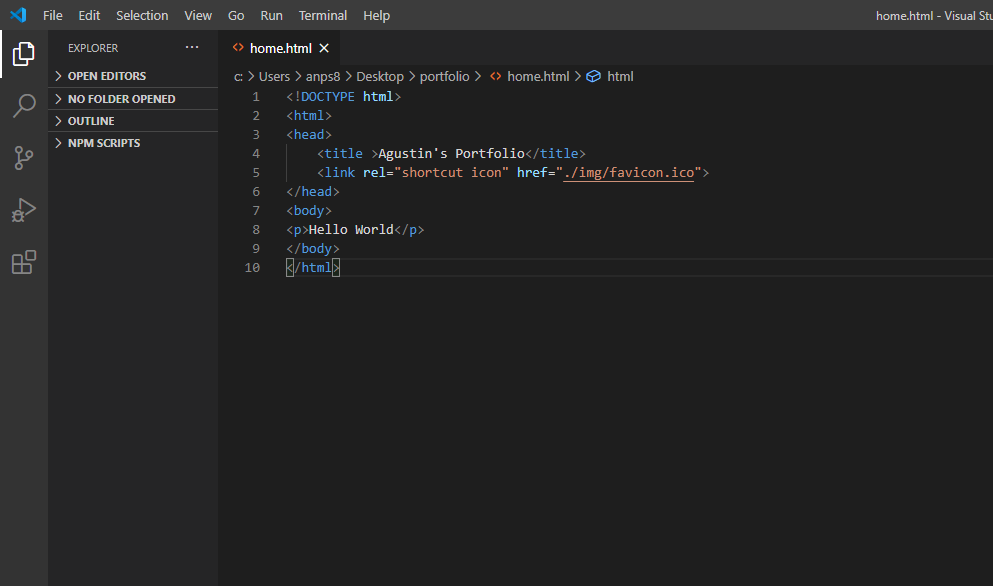 File Edit Selection View Go Run Terminal Help home.html - Visual Stu
EXPLORER ···
OPEN EDITORS
NO FOLDER OPENED
OUTLINE
NPM SCRIPTS
<> home.html ×
c: > Users > anps8 > Desktop > portfolio > <> home.html > html
1 <!DOCTYPE html>
2 <html>
3 <head>
4 <title >Agustin's Portfolio</title>
5 <link rel="shortcut icon" href="./img/favicon.ico">
6 </head>
7 <body>
8 <p>Hello World</p>
9 </body>
10 </html>